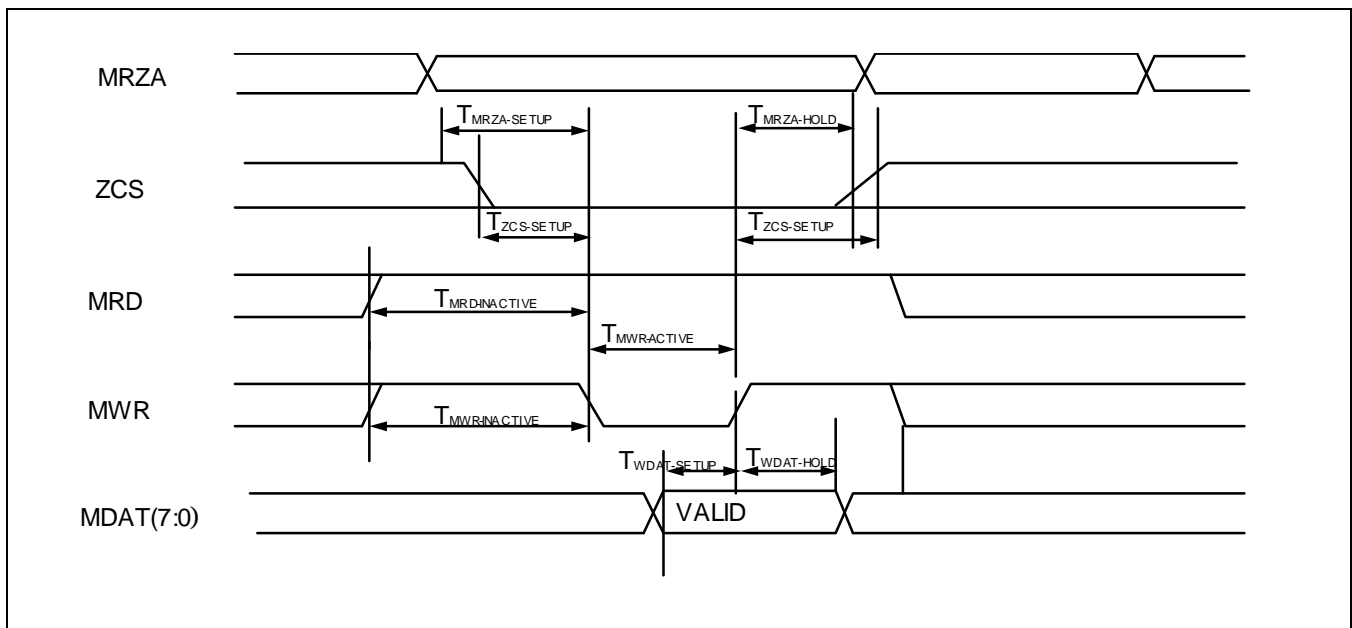 MRZA
TMRZA-SETUP
TMRZA-HOLD
ZCS
TZCS-SETUP
TZCS-SETUP
MRD
TMRD-INACTIVE
TMWR-ACTIVE
MWR
TMWR-INACTIVE
TWDAT-SETUP
TWDAT-HOLD
MDAT(7:0)
VALID